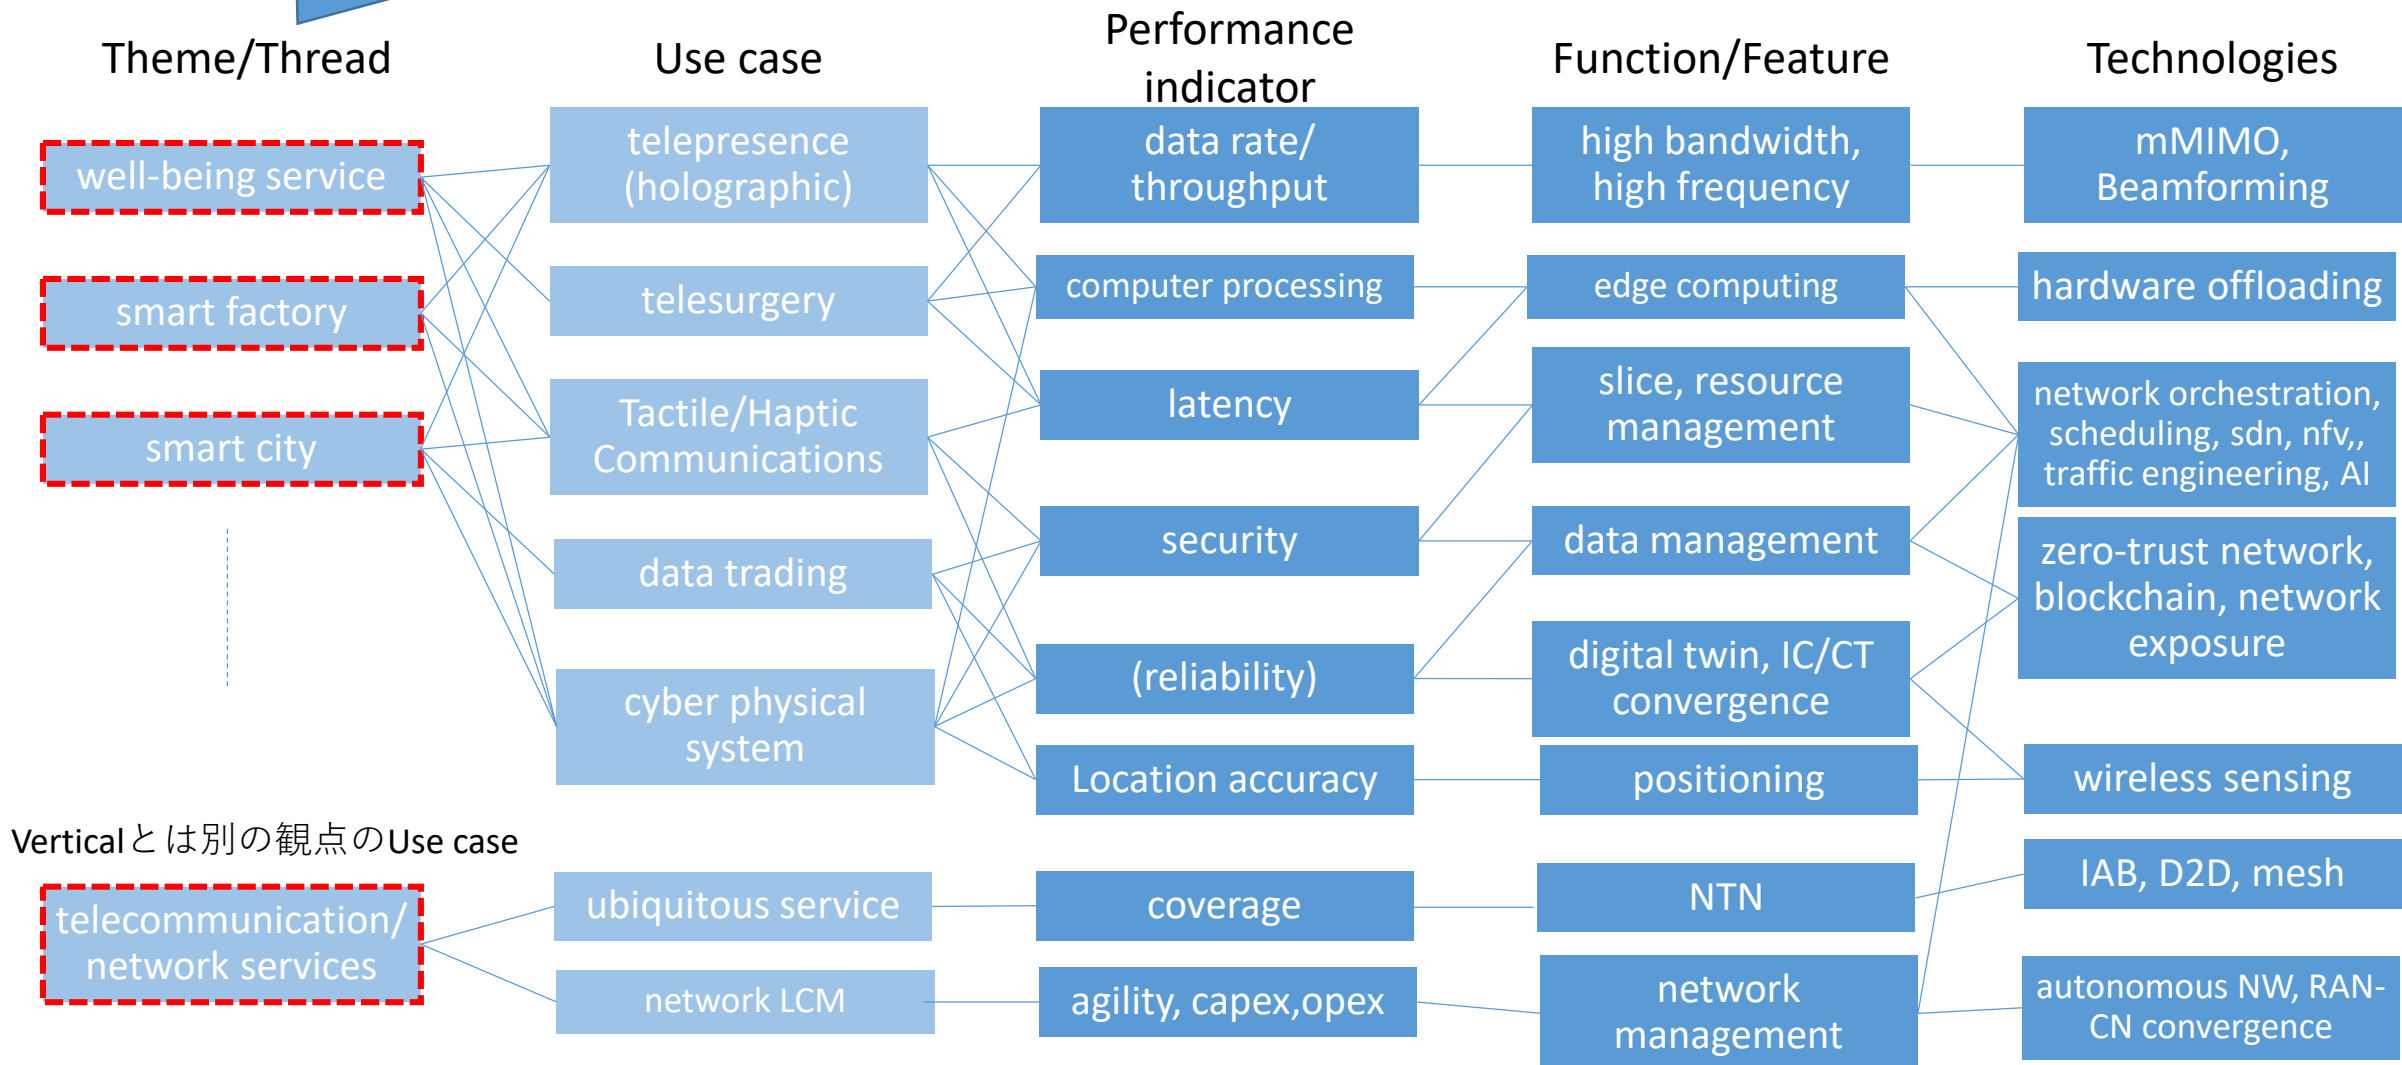 Theme/Thread
Use case
Performance
indicator
Function/Feature
Technologies
well-being service
smart factory
smart city
telepresence
(holographic)
telesurgery
Tactile/Haptic
Communications
data trading
cyber physical
system
data rate/
throughput
computer processing
latency
security
(reliability)
Location accuracy
high bandwidth,
high frequency
edge computing
slice, resource
management
data management
digital twin, IC/CT
convergence
positioning
mMIMO,
Beamforming
hardware offloading
network orchestration,
scheduling, sdn, nfv,,
traffic engineering, AI
zero-trust network,
blockchain, network
exposure
wireless sensing
Verticalとは別の観点のUse case
telecommunication/
network services
ubiquitous service
network LCM
coverage
agility, capex,opex
NTN
network
management
IAB, D2D, mesh
autonomous NW, RAN-
CN convergence